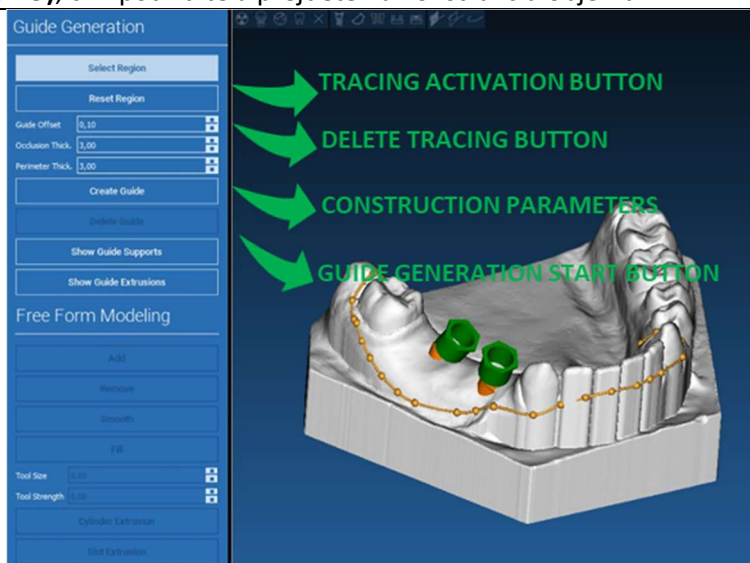 Guide Generation
Select Region
Reset Region
Guide Offset 0,10
Occlusion Thick. 3,00
Perimeter Thick. 3,00
Create Guide
Delete Guide
Show Guide Supports
Show Guide Extrusions
Free Form Modeling
Add
Remove
Smooth
Fill
Tool Size
Tool Strength
Cylinder Extrusion
Slot Extrusion
TRACING ACTIVATION BUTTON
DELETE TRACING BUTTON
CONSTRUCTION PARAMETERS
GUIDE GENERATION START BUTTON